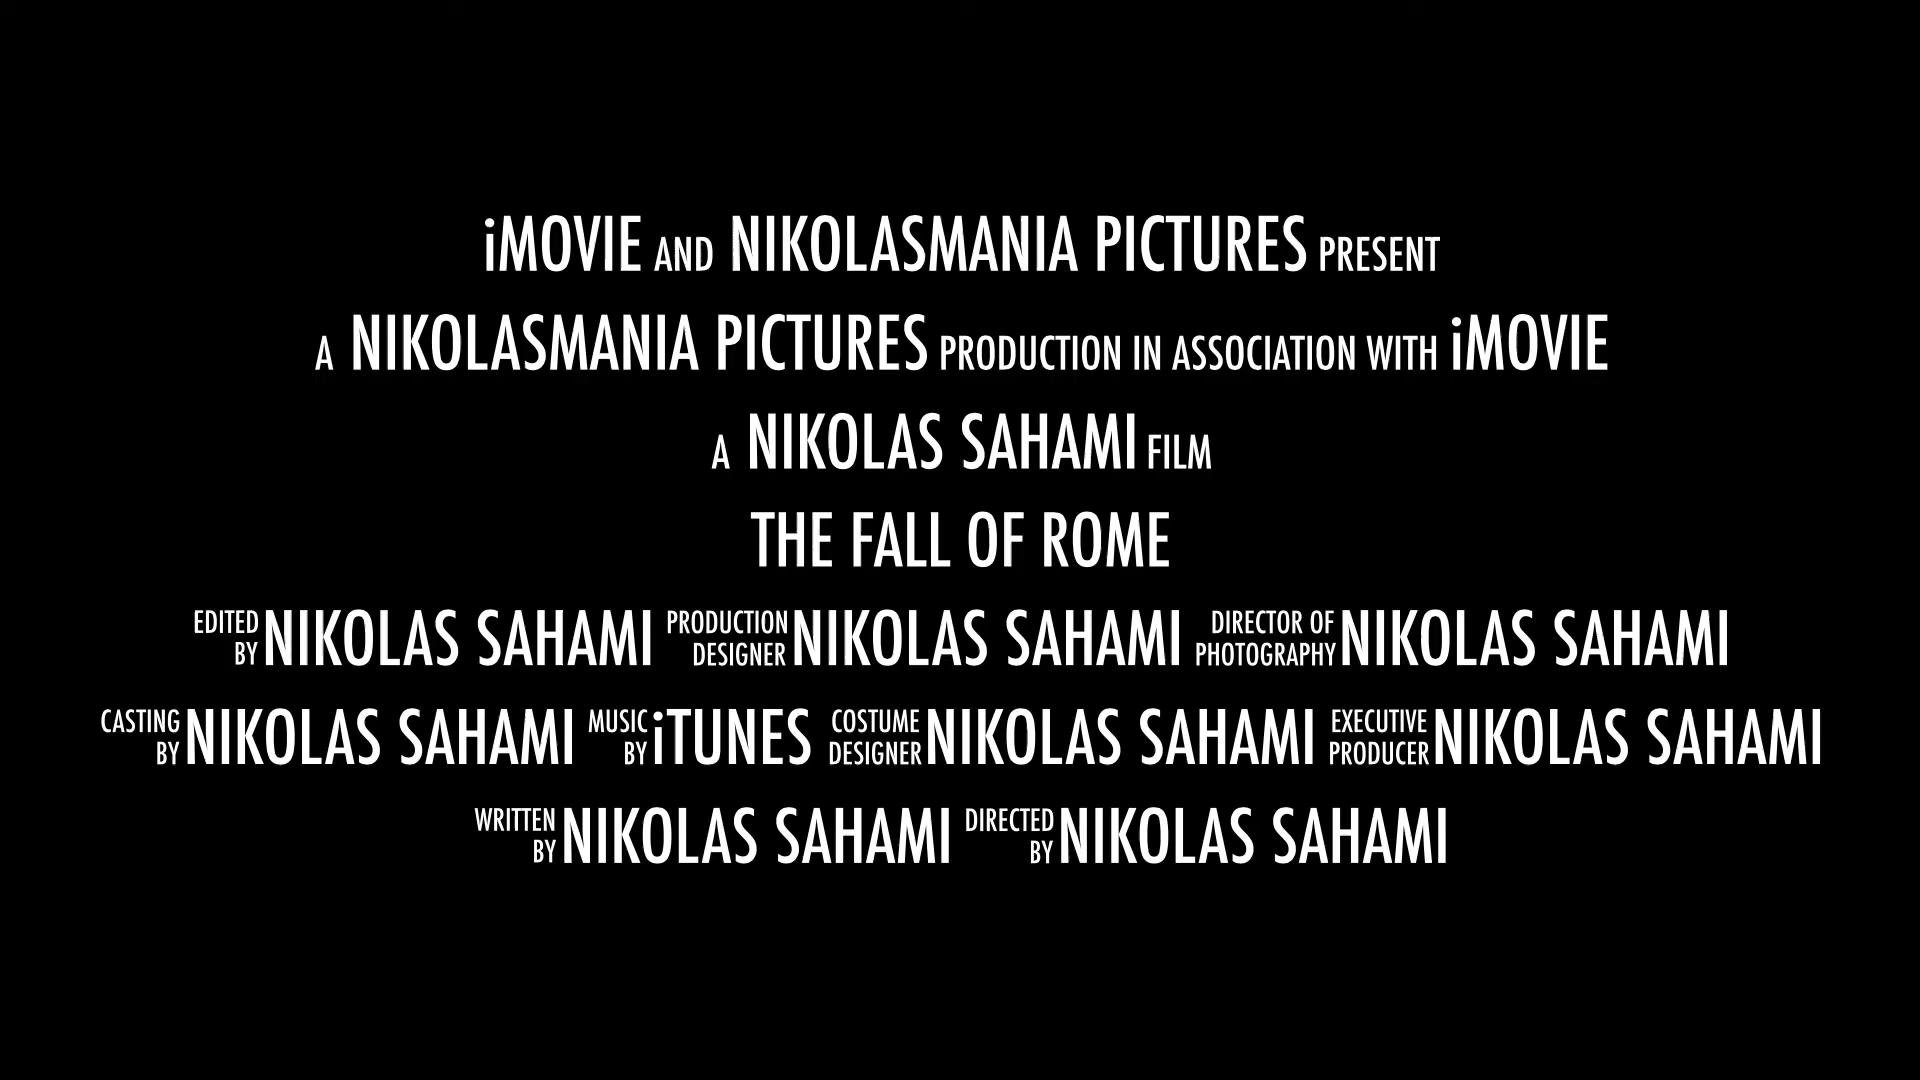 iMOVIE AND NIKOLASMANIA PICTURES PRESENT
A NIKOLASMANIA PICTURES PRODUCTION IN ASSOCIATION WITH iMOVIE
A NIKOLAS SAHAMI FILM
THE FALL OF ROME
EDITED BY NIKOLAS SAHAMI PRODUCTION DESIGNER NIKOLAS SAHAMI DIRECTOR OF PHOTOGRAPHY NIKOLAS SAHAMI
CASTING BY NIKOLAS SAHAMI MUSIC BY iTUNES COSTUME DESIGNER NIKOLAS SAHAMI EXECUTIVE PRODUCER NIKOLAS SAHAMI
WRITTEN BY NIKOLAS SAHAMI DIRECTED BY NIKOLAS SAHAMI